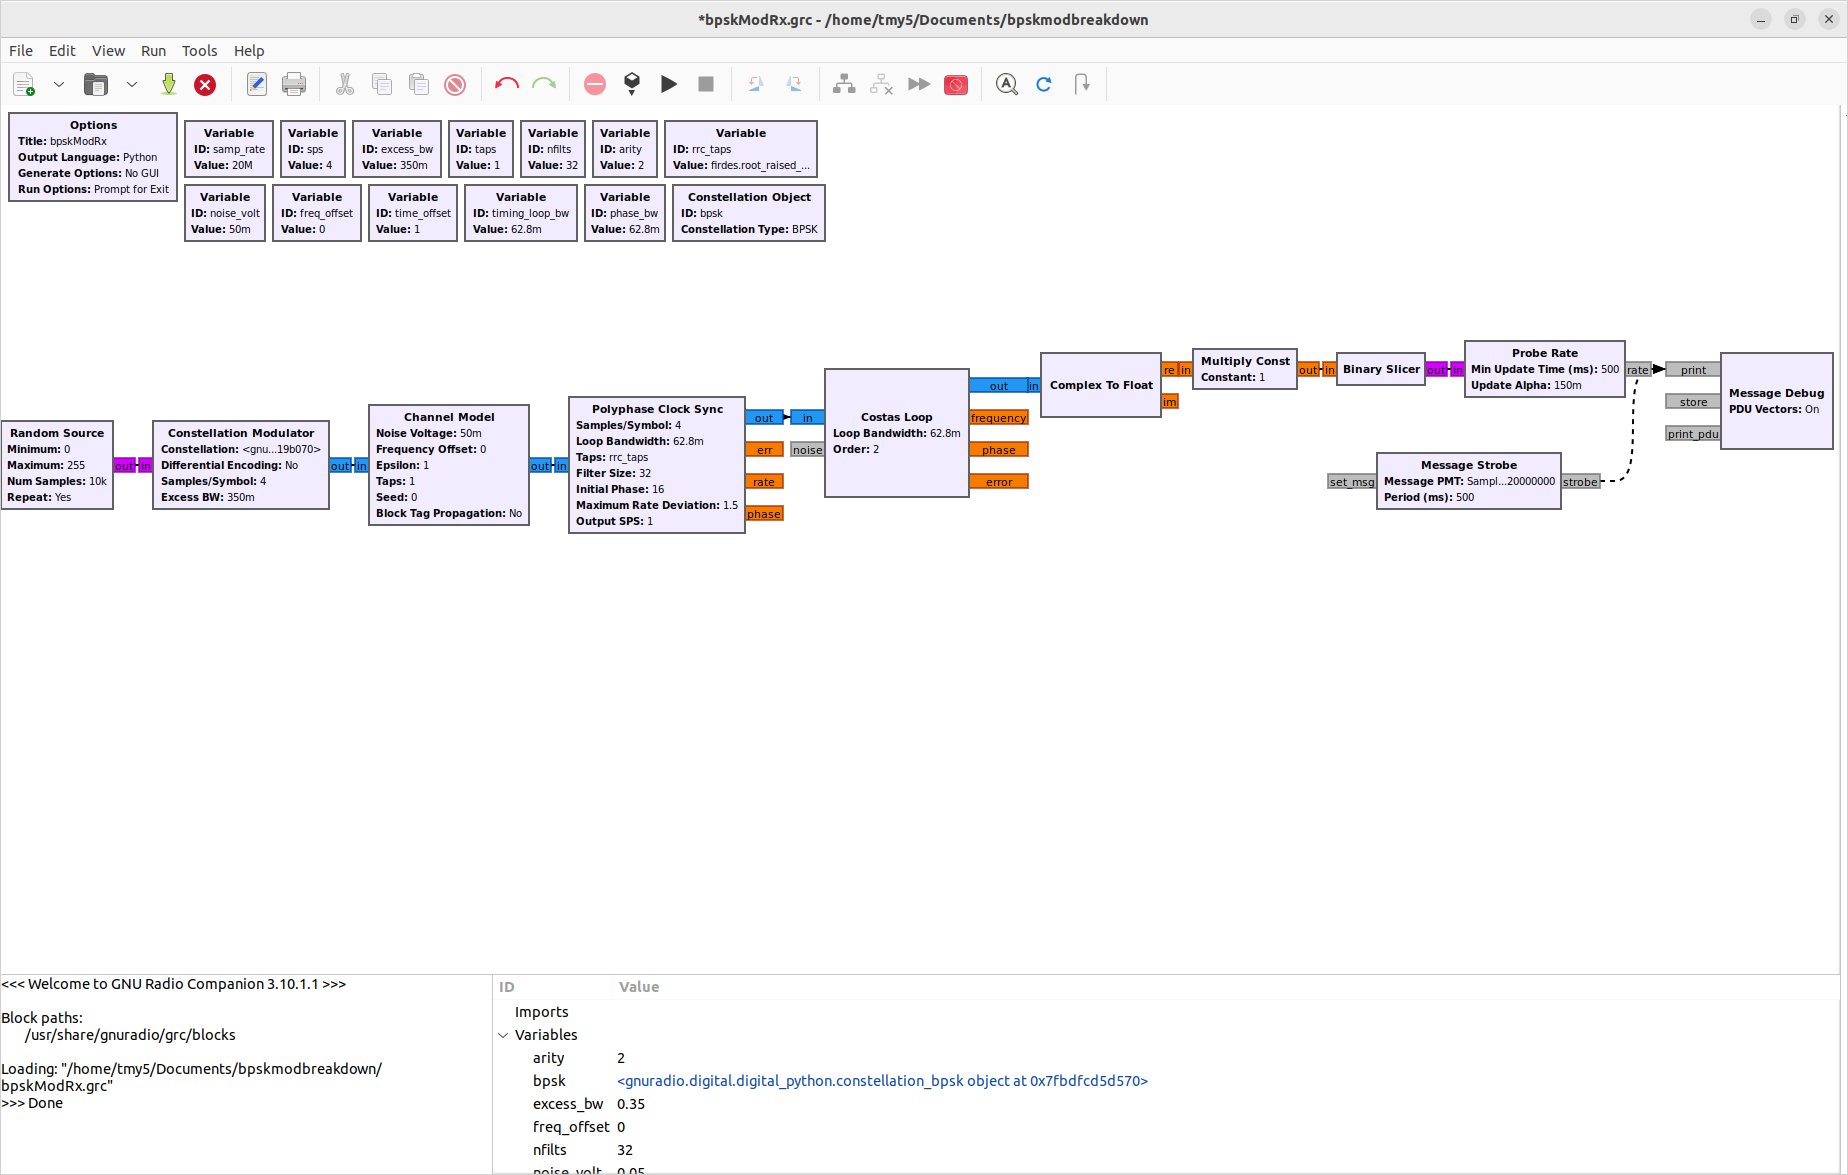 *bpskModRx.grc - /home/tmy5/Documents/bpskmodbreakdown
File Edit View Run Tools Help
Options
Title: bpskModRx
Output Language: Python
Generate Options: No GUI
Run Options: Prompt for Exit
Variable
ID: samp_rate
Value: 20M
Variable
ID: sps
Value: 4
Variable
ID: excess_bw
Value: 350m
Variable
ID: taps
Value: 1
Variable
ID: nfilts
Value: 32
Variable
ID: arity
Value: 2
Variable
ID: rrc_taps
Value: firdes.root_raised_...
Variable
ID: noise_volt
Value: 50m
Variable
ID: freq_offset
Value: 0
Variable
ID: time_offset
Value: 1
Variable
ID: timing_loop_bw
Value: 62.8m
Variable
ID: phase_bw
Value: 62.8m
Constellation Object
ID: bpsk
Constellation Type: BPSK
Random Source
Minimum: 0
Maximum: 255
Num Samples: 10k
Repeat: Yes
out
in
Constellation Modulator
Constellation: <gnu...19b070>
Differential Encoding: No
Samples/Symbol: 4
Excess BW: 350m
out
in
Channel Model
Noise Voltage: 50m
Frequency Offset: 0
Epsilon: 1
Taps: 1
Seed: 0
Block Tag Propagation: No
out
in
Polyphase Clock Sync
Samples/Symbol: 4
Loop Bandwidth: 62.8m
Taps: rrc_taps
Filter Size: 32
Initial Phase: 16
Maximum Rate Deviation: 1.5
Output SPS: 1
out
err
rate
phase
in
noise
Costas Loop
Loop Bandwidth: 62.8m
Order: 2
out
frequency
phase
error
in
Complex To Float
re
im
in
Multiply Const
Constant: 1
out
in
Binary Slicer
out
in
Probe Rate
Min Update Time (ms): 500
Update Alpha: 150m
rate
set_msg
Message Strobe
Message PMT: Sampl...20000000
Period (ms): 500
strobe
print
store
print_pdu
Message Debug
PDU Vectors: On
<<< Welcome to GNU Radio Companion 3.10.1.1 >>>
Block paths:
/usr/share/gnuradio/grc/blocks
Loading: "/home/tmy5/Documents/bpskmodbreakdown/
bpskModRx.grc"
>>> Done
ID Value
Imports
Variables
arity 2
bpsk <gnuradio.digital.digital_python.constellation_bpsk object at 0x7fbdfcd5d570>
excess_bw 0.35
freq_offset 0
nfilts 32
noise_volt 0.05